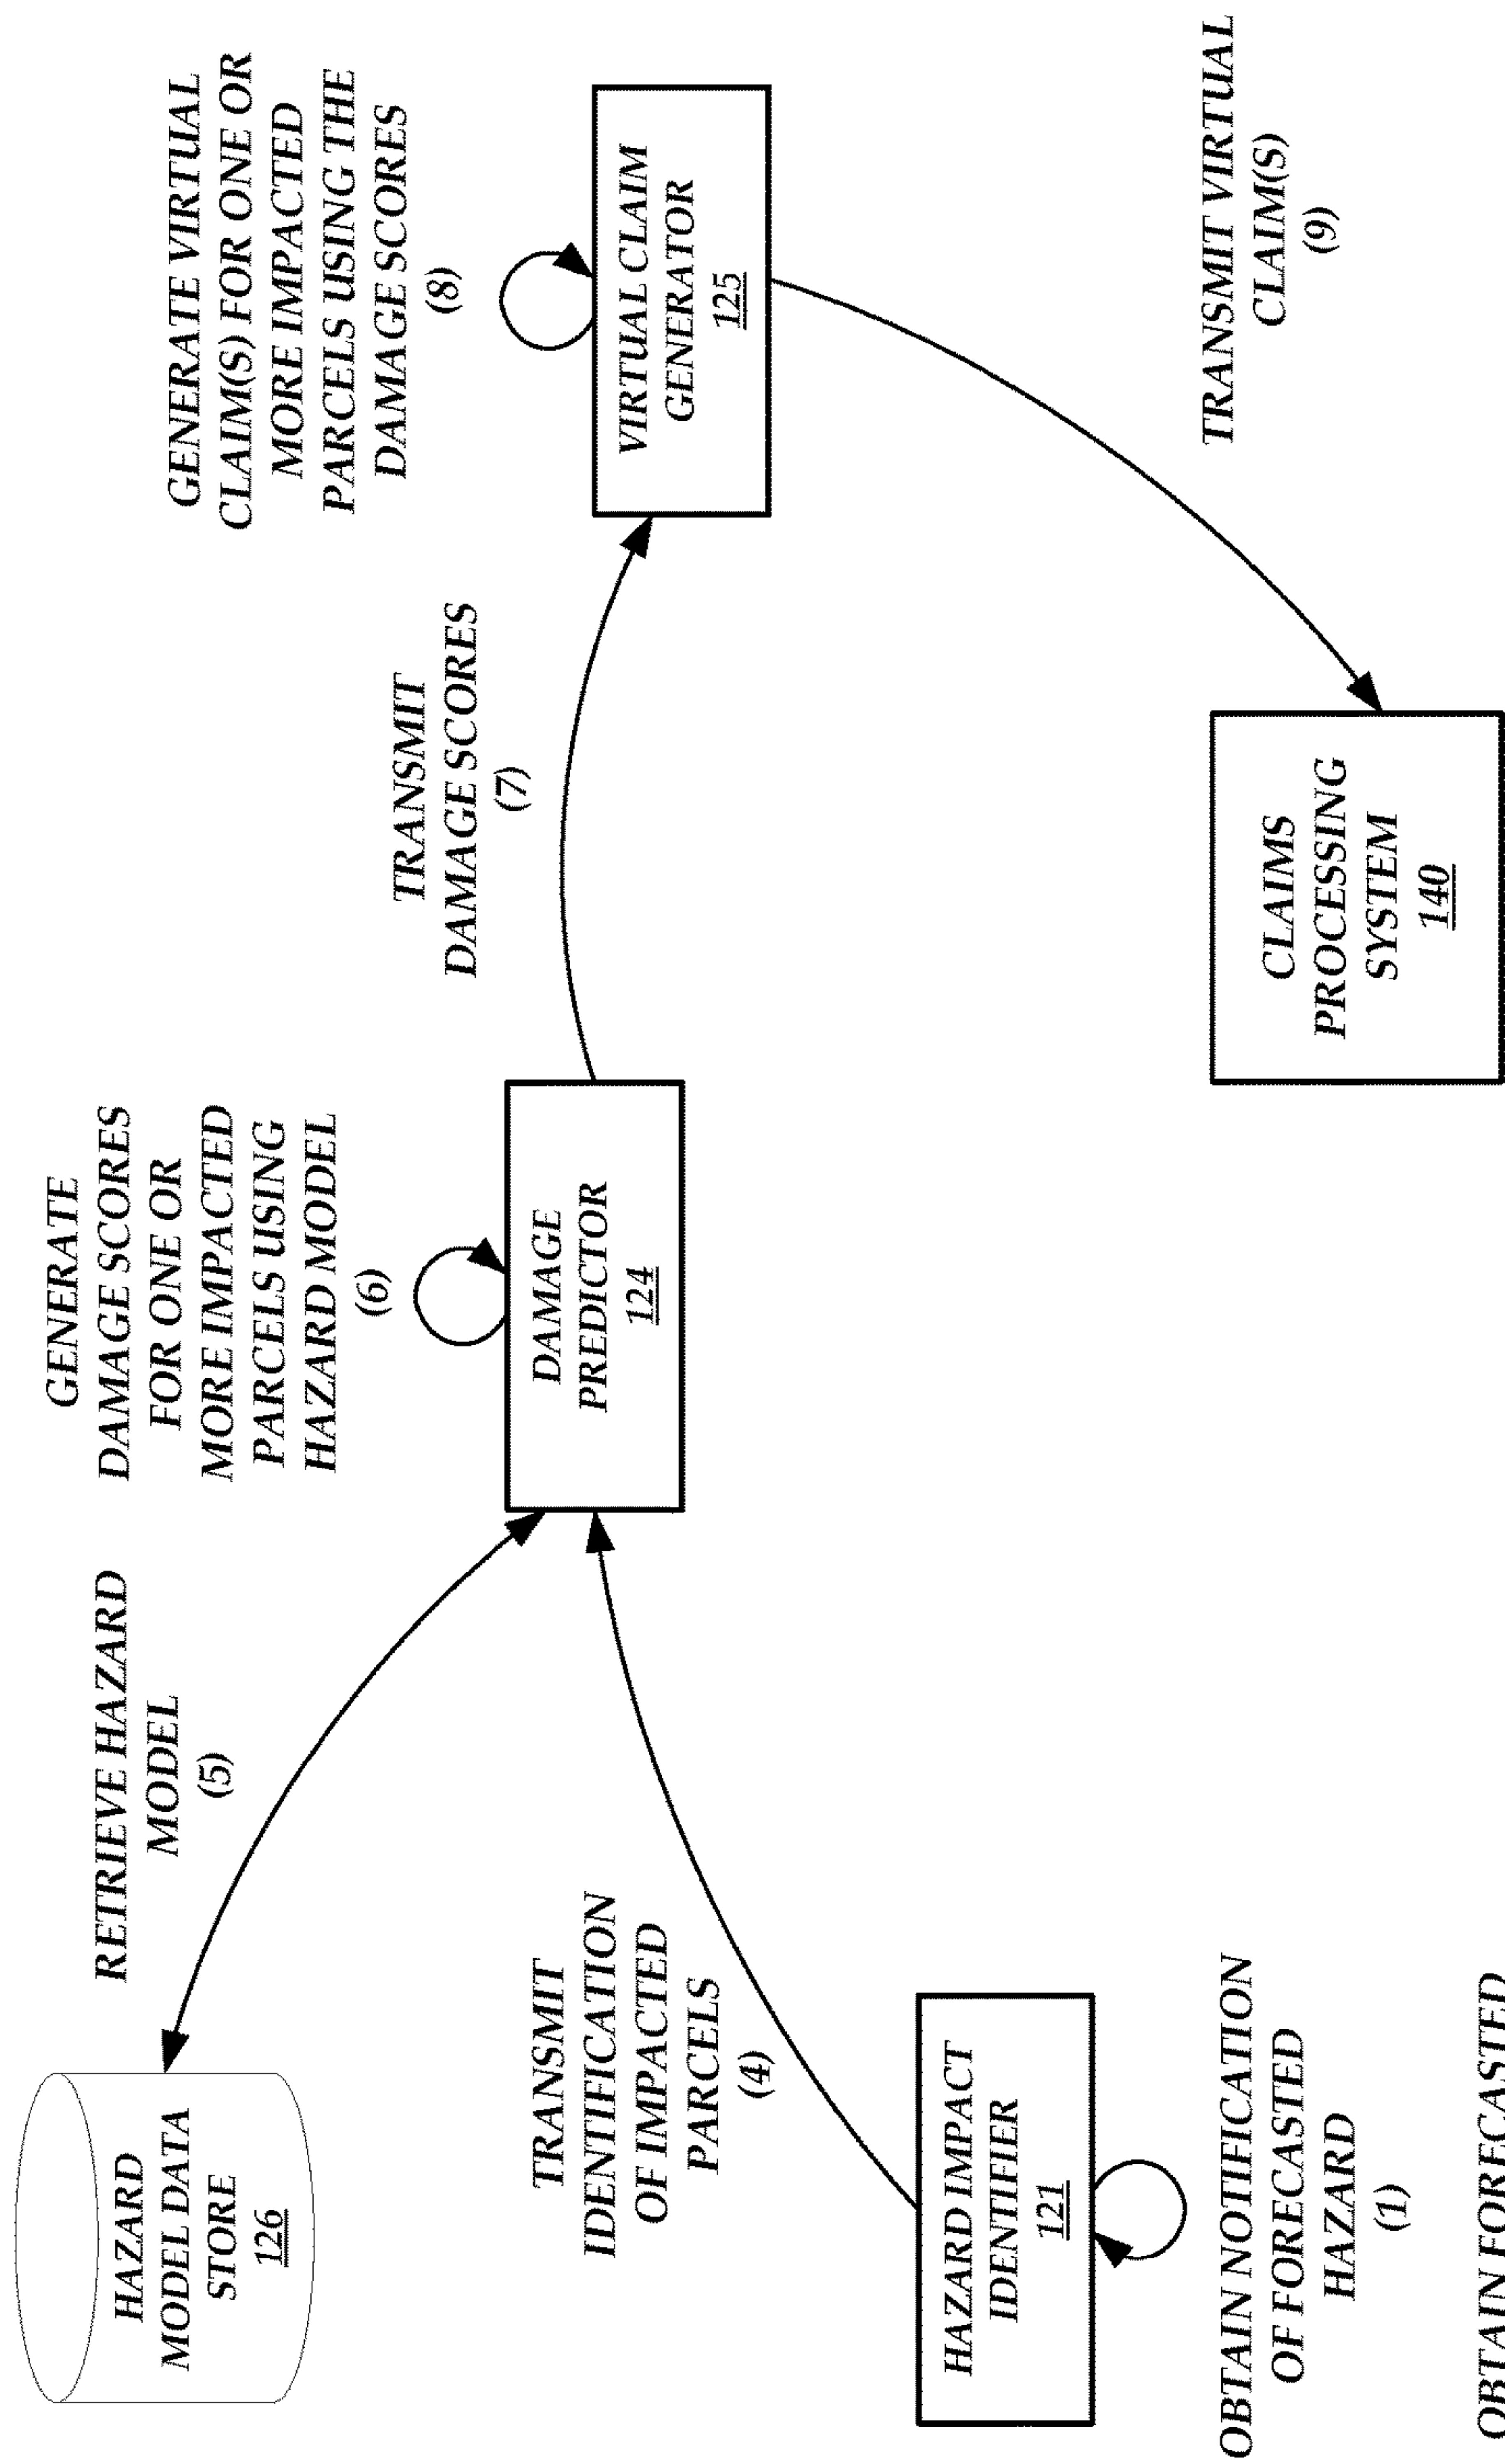 HAZARD
MODEL DATA
STORE
126
RETRIEVE HAZARD
MODEL
(5)
GENERATE
DAMAGE SCORES
FOR ONE OR
MORE IMPACTED
PARCELS USING
HAZARD MODEL
(6)
GENERATE VIRTUAL
CLAIM(S) FOR ONE OR
MORE IMPACTED
PARCELS USING THE
DAMAGE SCORES
(8)
TRANSMIT
IDENTIFICATION
OF IMPACTED
PARCELS
(4)
DAMAGE
PREDICTOR
124
TRANSMIT
DAMAGE SCORES
(7)
VIRTUAL CLAIM
GENERATOR
125
HAZARD IMPACT
IDENTIFIER
121
OBTAIN NOTIFICATION
OF FORECASTED
HAZARD
(1)
CLAIMS
PROCESSING
SYSTEM
140
TRANSMIT VIRTUAL
CLAIM(S)
(9)
OBTAIN FORECASTED